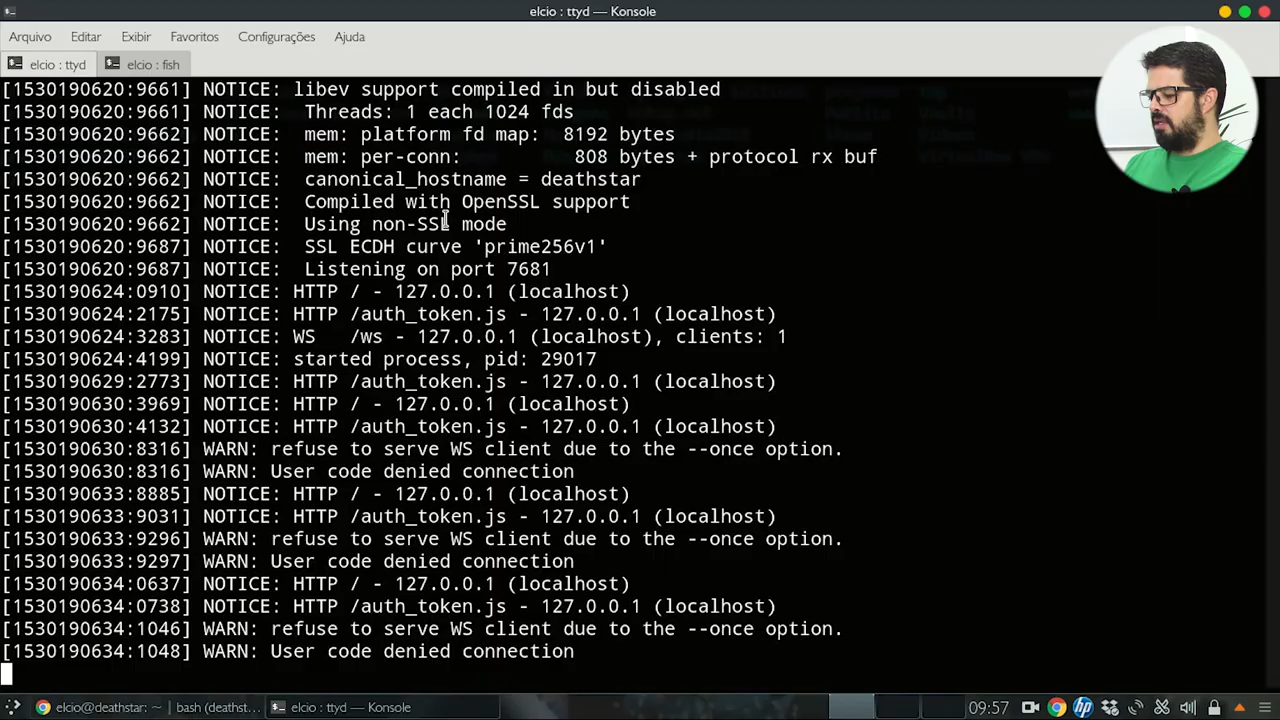 elcio : ttyd — Konsole
Arquivo Editar Exibir Favoritos Configurações Ajuda
elcio : ttyd elcio : fish
[1530190620:9661] NOTICE: libev support compiled in but disabled
[1530190620:9661] NOTICE:  Threads: 1 each 1024 fds
[1530190620:9662] NOTICE:  mem: platform fd map:  8192 bytes
[1530190620:9662] NOTICE:  mem: per-conn:          808 bytes + protocol rx buf
[1530190620:9662] NOTICE:  canonical_hostname = deathstar
[1530190620:9662] NOTICE:  Compiled with OpenSSL support
[1530190620:9662] NOTICE:  Using non-SSL mode
[1530190620:9687] NOTICE:  SSL ECDH curve 'prime256v1'
[1530190620:9687] NOTICE:  Listening on port 7681
[1530190624:0910] NOTICE: HTTP / - 127.0.0.1 (localhost)
[1530190624:2175] NOTICE: HTTP /auth_token.js - 127.0.0.1 (localhost)
[1530190624:3283] NOTICE: WS   /ws - 127.0.0.1 (localhost), clients: 1
[1530190624:4199] NOTICE: started process, pid: 29017
[1530190629:2773] NOTICE: HTTP /auth_token.js - 127.0.0.1 (localhost)
[1530190630:3969] NOTICE: HTTP / - 127.0.0.1 (localhost)
[1530190630:4132] NOTICE: HTTP /auth_token.js - 127.0.0.1 (localhost)
[1530190630:8316] WARN: refuse to serve WS client due to the --once option.
[1530190630:8316] WARN: User code denied connection
[1530190633:8885] NOTICE: HTTP / - 127.0.0.1 (localhost)
[1530190633:9031] NOTICE: HTTP /auth_token.js - 127.0.0.1 (localhost)
[1530190633:9296] WARN: refuse to serve WS client due to the --once option.
[1530190633:9297] WARN: User code denied connection
[1530190634:0637] NOTICE: HTTP / - 127.0.0.1 (localhost)
[1530190634:0738] NOTICE: HTTP /auth_token.js - 127.0.0.1 (localhost)
[1530190634:1046] WARN: refuse to serve WS client due to the --once option.
[1530190634:1048] WARN: User code denied connection
elcio@deathstar: ~ | bash (deathst... elcio : ttyd — Konsole 09:57